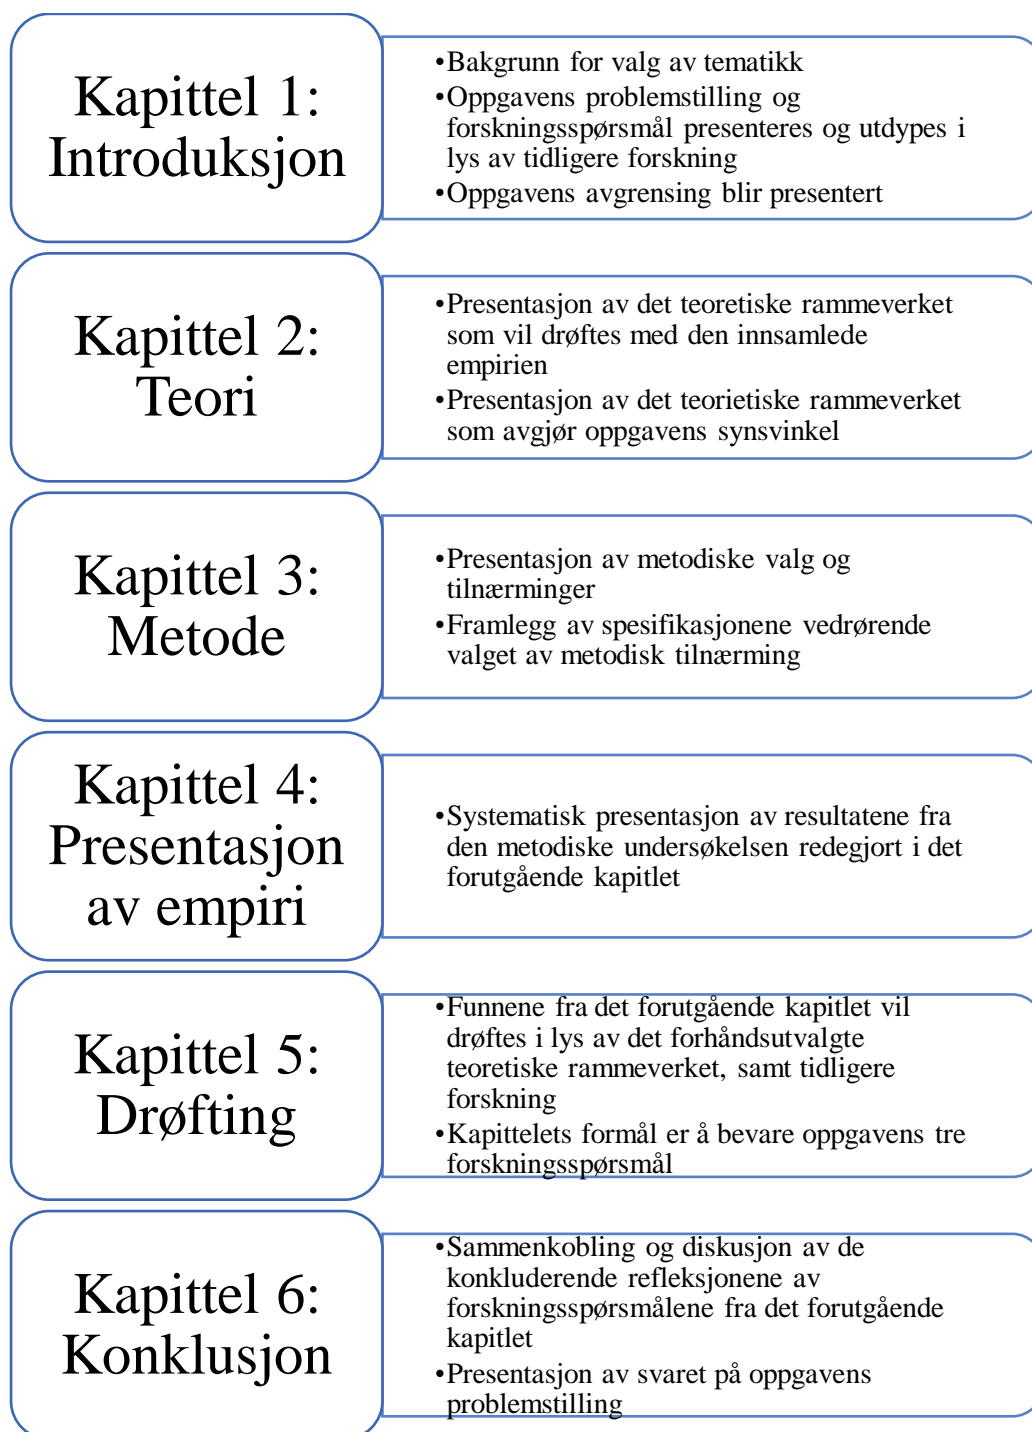 Kapittel 1:
Introduksjon
•Bakgrunn for valg av tematikk
•Oppgavens problemstilling og
forskningsspørsmål presenteres og utdypes i
lys av tidligere forskning
•Oppgavens avgrensing blir presentert
Kapittel 2:
Teori
•Presentasjon av det teoretiske rammeverket
som vil drøftes med den innsamlede
empirien
•Presentasjon av det teorietiske rammeverket
som avgjør oppgavens synsvinkel
Kapittel 3:
Metode
•Presentasjon av metodiske valg og
tilnærminger
•Framlegg av spesifikasjonene vedrørende
valget av metodisk tilnærming
Kapittel 4:
Presentasjon
av empiri
•Systematisk presentasjon av resultatene fra
den metodiske undersøkelsen redegjort i det
forutgående kapitlet
Kapittel 5:
Drøfting
•Funnene fra det forutgående kapitlet vil
drøftes i lys av det forhåndsutvalgte
teoretiske rammeverket, samt tidligere
forskning
•Kapittelets formål er å bevare oppgavens tre
forskningsspørsmål
Kapittel 6:
Konklusjon
•Sammenkobling og diskusjon av de
konkluderende refleksjonene av
forskningsspørsmålene fra det forutgående
kapitlet
•Presentasjon av svaret på oppgavens
problemstilling